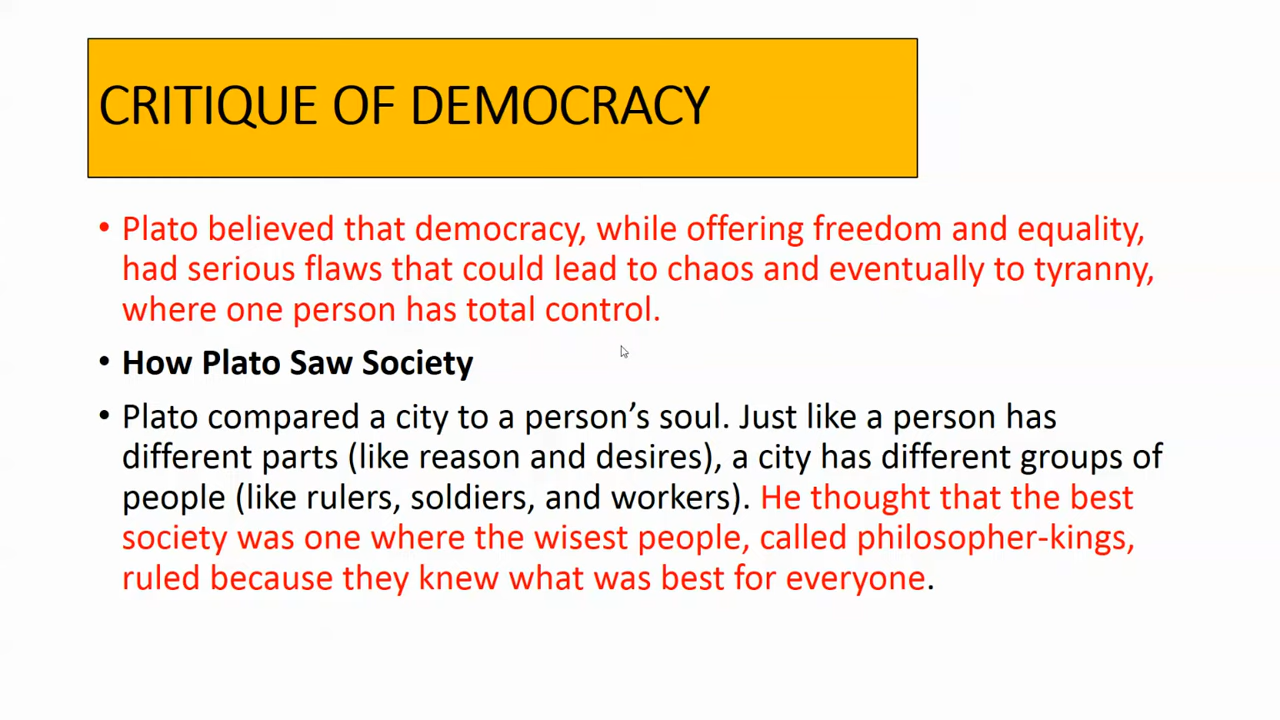 CRITIQUE OF DEMOCRACY
• Plato believed that democracy, while offering freedom and equality,
had serious flaws that could lead to chaos and eventually to tyranny,
where one person has total control.
• How Plato Saw Society
• Plato compared a city to a person’s soul. Just like a person has
different parts (like reason and desires), a city has different groups of
people (like rulers, soldiers, and workers). He thought that the best
society was one where the wisest people, called philosopher-kings,
ruled because they knew what was best for everyone.